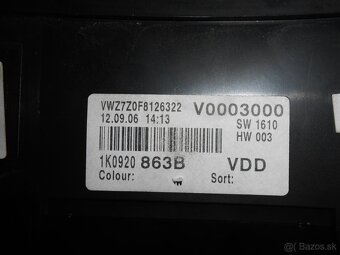 VWZ7Z0F8126322 V0003000
12.09.06 14:13 SW 1610
HW 003
1K0920 863B VDD
Colour: Sort:
Bazos.sk